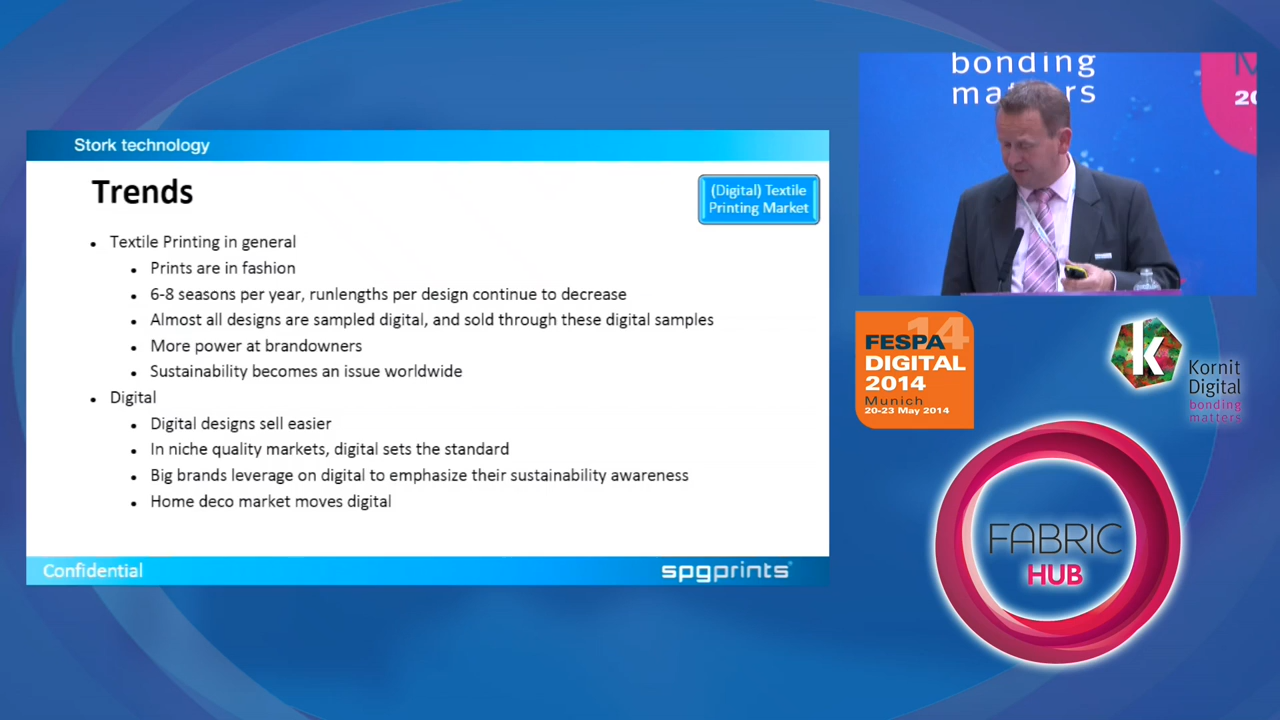 Stork technology
Trends
(Digital) Textile
Printing Market
Textile Printing in general
Prints are in fashion
6-8 seasons per year, runlengths per design continue to decrease
Almost all designs are sampled digital, and sold through these digital samples
More power at brandowners
Sustainability becomes an issue worldwide
Digital
Digital designs sell easier
In niche quality markets, digital sets the standard
Big brands leverage on digital to emphasize their sustainability awareness
Home deco market moves digital
Confidential
spgprints®
bonding
matters
20
14
FESPA
DIGITAL
2014
Munich
20-23 May 2014
k
Kornit
Digital
bonding
matters
FABRIC
HUB